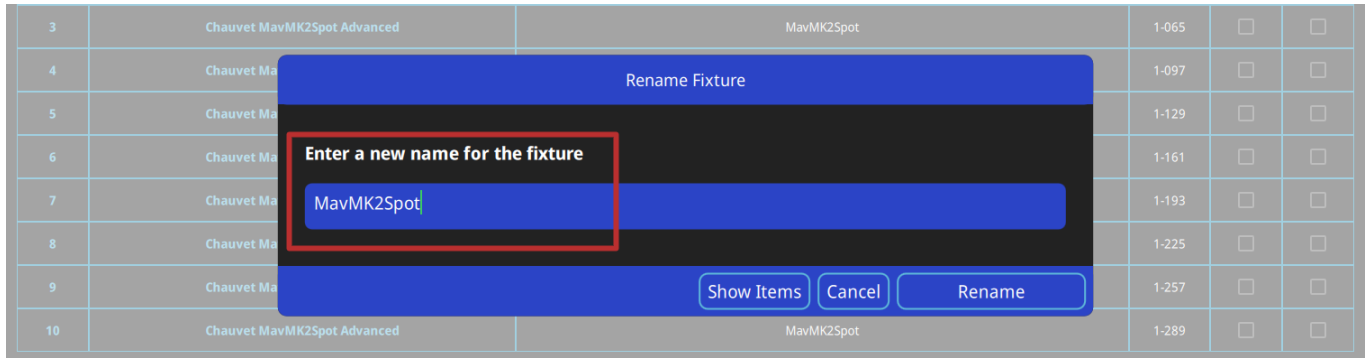 3 Chauvet MavMK2Spot Advanced MavMK2Spot 1-065
4 Chauvet Ma 1-097
Rename Fixture
5 Chauvet Ma 1-129
6 Chauvet Ma 1-161
Enter a new name for the fixture
7 Chauvet Ma 1-193
MavMK2Spot
8 Chauvet Ma 1-225
9 Chauvet Ma 1-257
Show Items Cancel Rename
10 Chauvet MavMK2Spot Advanced MavMK2Spot 1-289